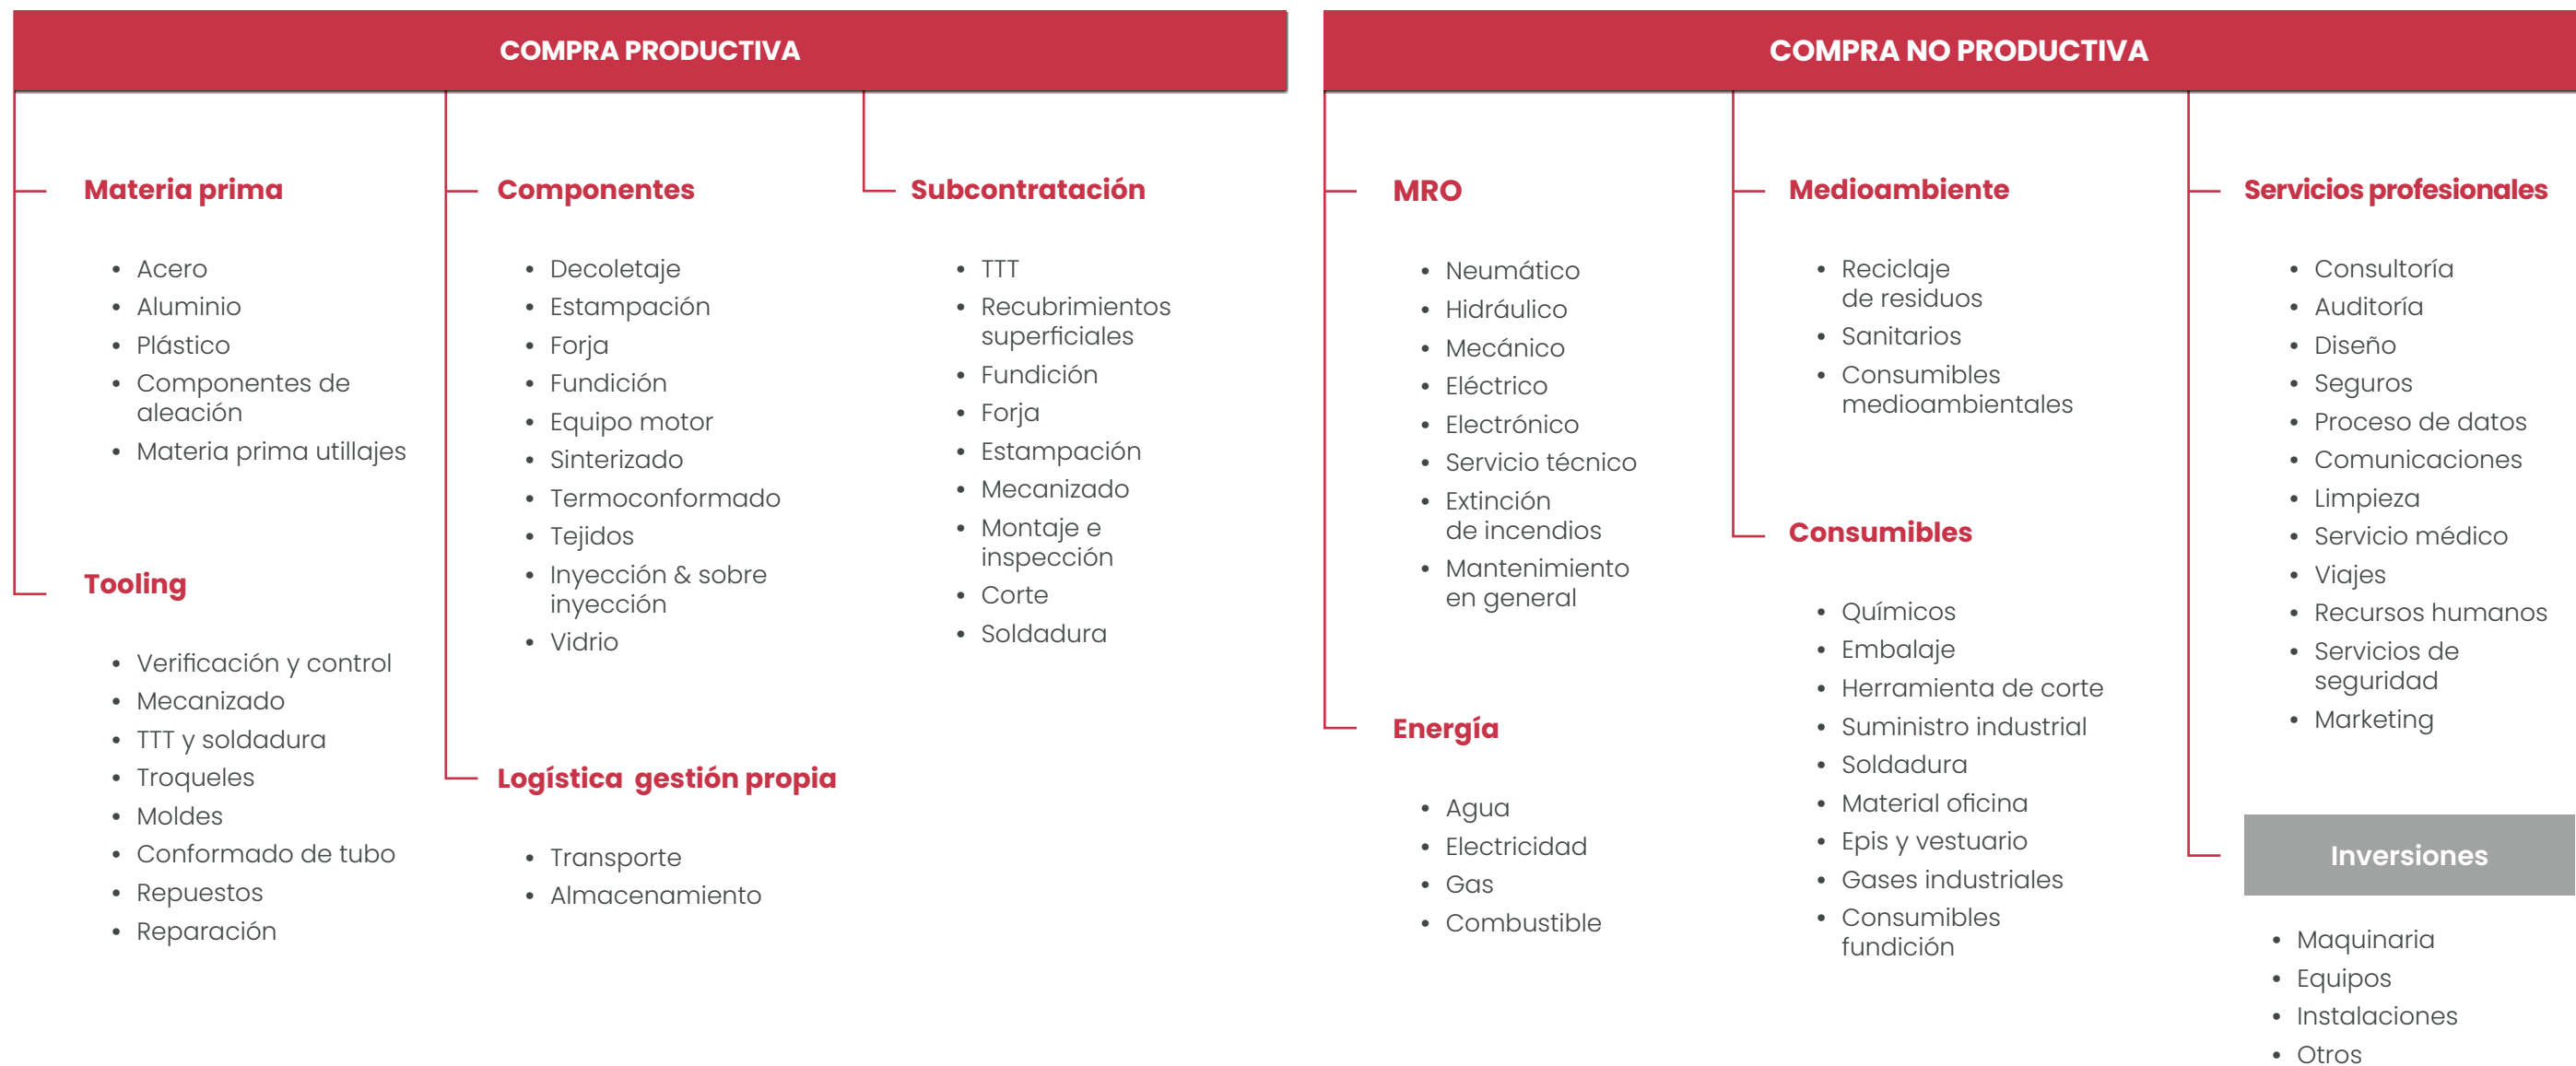 COMPRA PRODUCTIVA
Materia prima
• Acero
• Aluminio
• Plástico
• Componentes de
aleación
• Materia prima utillajes
Tooling
• Verificación y control
• Mecanizado
• TTT y soldadura
• Troqueles
• Moldes
• Conformado de tubo
• Repuestos
• Reparación
Componentes
• Decoletaje
• Estampación
• Forja
• Fundición
• Equipo motor
• Sinterizado
• Termoconformado
• Tejidos
• Inyección & sobre
inyección
• Vidrio
Logística gestión propia
• Transporte
• Almacenamiento
Subcontratación
• TTT
• Recubrimientos
superficiales
• Fundición
• Forja
• Estampación
• Mecanizado
• Montaje e
inspección
• Corte
• Soldadura
COMPRA NO PRODUCTIVA
MRO
• Neumático
• Hidráulico
• Mecánico
• Eléctrico
• Electrónico
• Servicio técnico
• Extinción
de incendios
• Mantenimiento
en general
Energía
• Agua
• Electricidad
• Gas
• Combustible
Medioambiente
• Reciclaje
de residuos
• Sanitarios
• Consumibles
medioambientales
Consumibles
• Químicos
• Embalaje
• Herramienta de corte
• Suministro industrial
• Soldadura
• Material oficina
• Epis y vestuario
• Gases industriales
• Consumibles
fundición
Servicios profesionales
• Consultoría
• Auditoría
• Diseño
• Seguros
• Proceso de datos
• Comunicaciones
• Limpieza
• Servicio médico
• Viajes
• Recursos humanos
• Servicios de
seguridad
• Marketing
Inversiones
• Maquinaria
• Equipos
• Instalaciones
• Otros